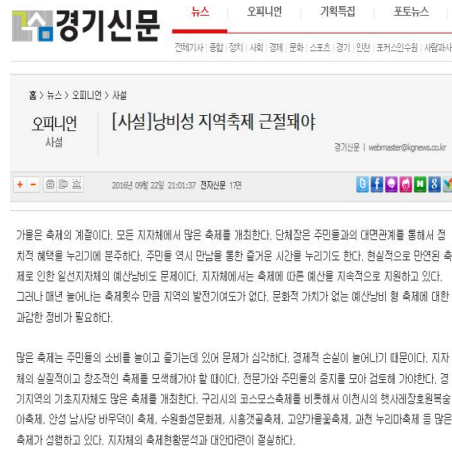 경기신문
뉴스 오피니언 기획특집 포토뉴스
전체기사 종합 정치 사회 경제 문화 스포츠 경기 인천 포커스인수원 사람과사
홈 > 뉴스 > 오피니언 > 사설
오피니언
사설
[사설]낭비성 지역축제 근절돼야
경기신문 | webmaster@kgnews.co.kr
2016년 09월 22일 21:01:37 전자신문 17면
가을은 축제의 계절이다. 모든 지자체에서 많은 축제를 개최한다. 단체장은 주민들과의 대면관계를 통해서 정
치적 혜택을 누리기에 분주하다. 주민들 역시 만남을 통한 즐거운 시간을 누리기도 한다. 현실적으로 만연된 축
제로 인한 일선지자체의 예산낭비도 문제이다. 지자체에서는 축제에 따른 예산을 지속적으로 지원하고 있다.
그러나 매년 늘어나는 축제횟수 만큼 지역의 발전기여도가 없다. 문화적 가치가 없는 예산낭비 형 축제에 대한
과감한 정비가 필요하다.
많은 축제는 주민들의 소비를 늘이고 즐기는데 있어 문제가 심각하다. 경제적 손실이 늘어나기 때문이다. 지자
체의 실질적이고 창조적인 축제를 모색해가야 할 때이다. 전문가와 주민들의 중지를 모아 검토해 가야한다. 경
기지역의 기초지자체도 많은 축제를 개최한다. 구리시의 코스모스축제를 비롯해서 이천시의 햇사레장호원복숭
아축제, 안성 남사당 바우덕이 축제, 수원화성문화제, 시흥갯골축제, 고양가을꽃축제, 과천 누리마축제 등 많은
축제가 성행하고 있다. 지자체의 축제현황분석과 대안마련이 절실하다.